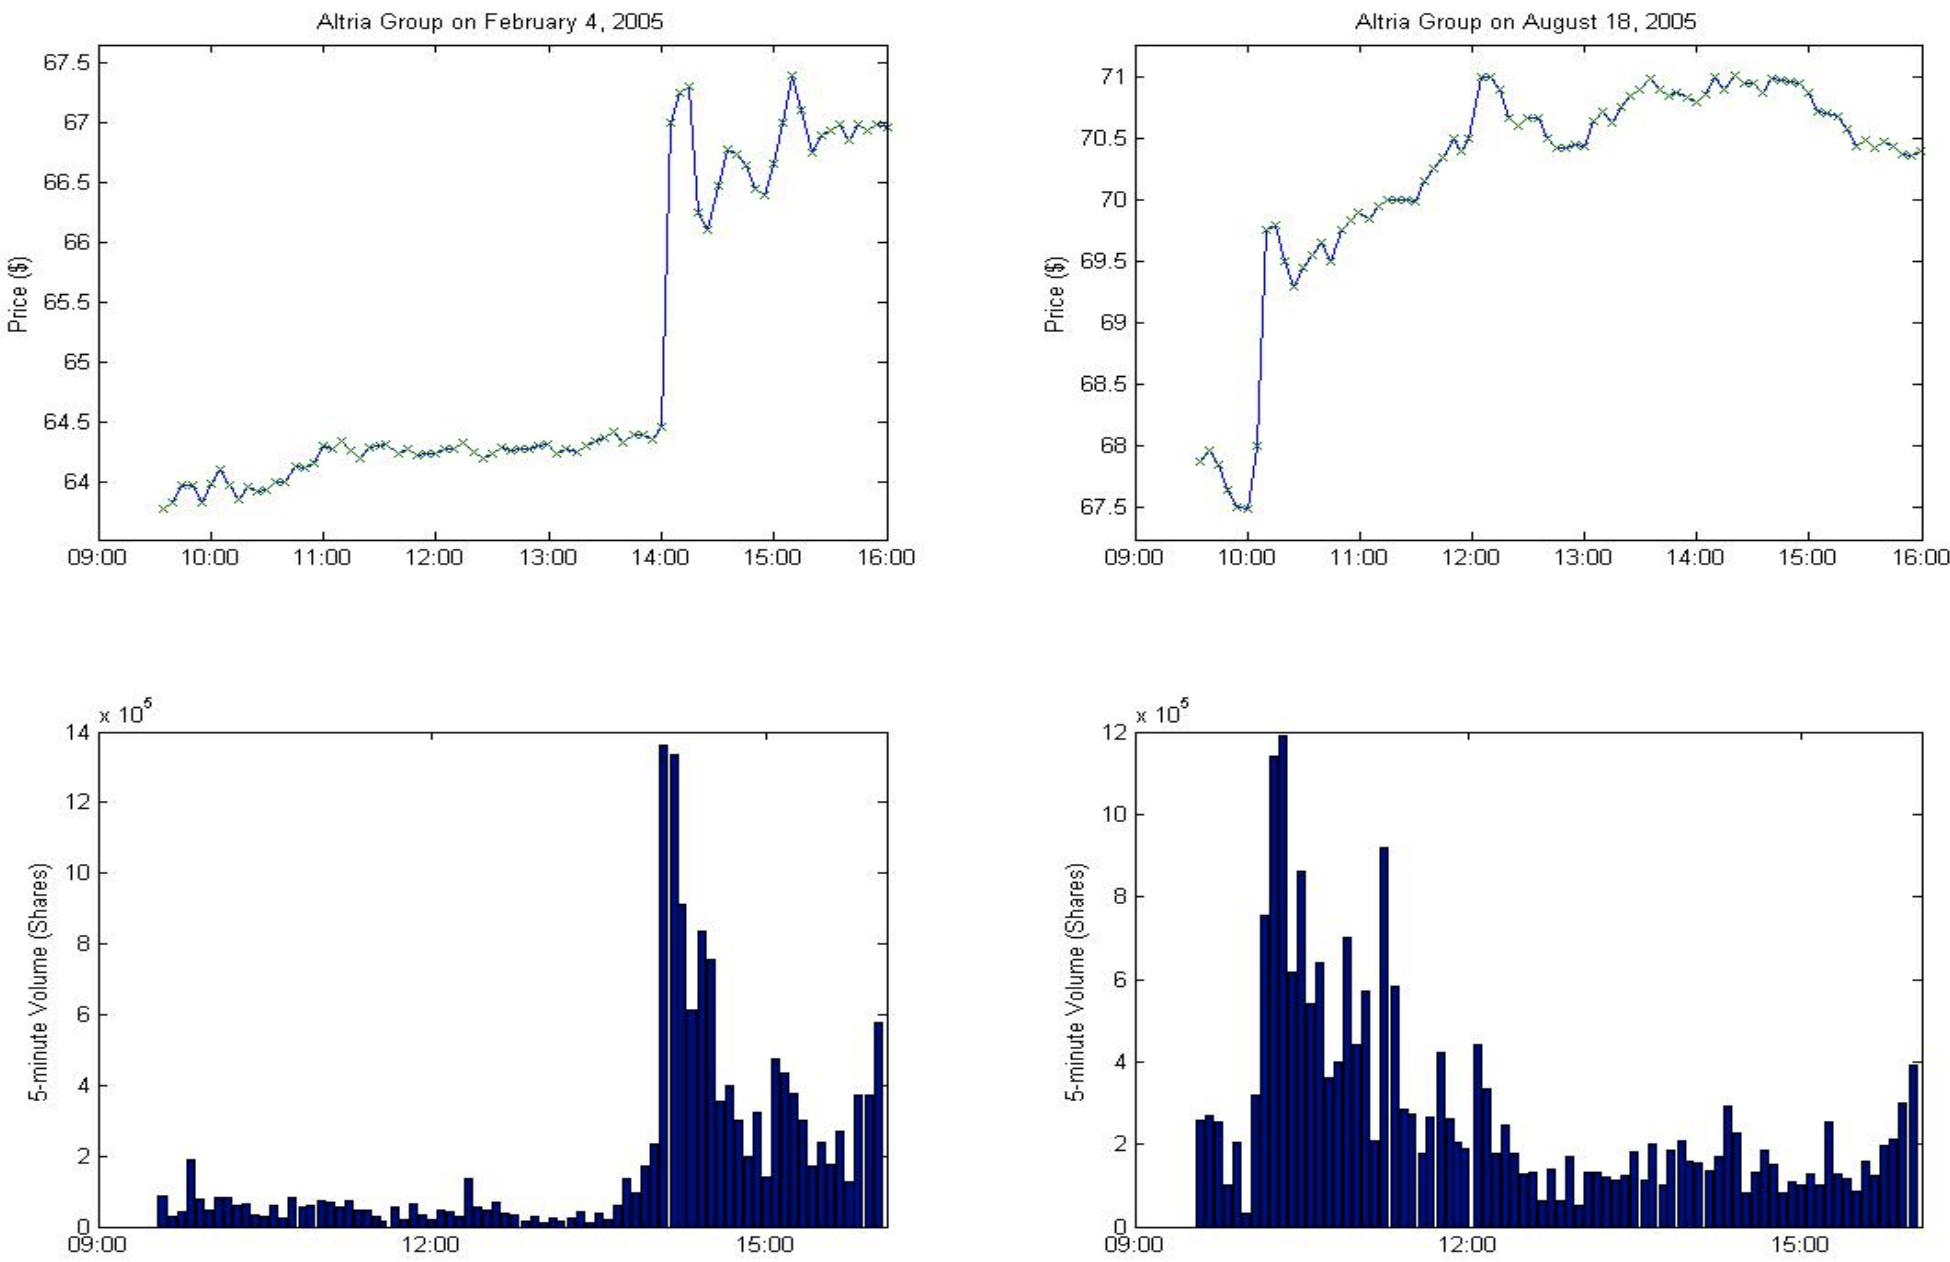 Altria Group on February 4, 2005
67.5
67
66.5
66
65.5
65
64.5
64
Price ($)
09:00 10:00 11:00 12:00 13:00 14:00 15:00 16:00
Altria Group on August 18, 2005
71
70.5
70
69.5
69
68.5
68
67.5
Price ($)
09:00 10:00 11:00 12:00 13:00 14:00 15:00 16:00
x 10^5
14
12
10
8
6
4
2
0
5-minute Volume (Shares)
09:00 12:00 15:00
x 10^5
12
10
8
6
4
2
0
5-minute Volume (Shares)
09:00 12:00 15:00